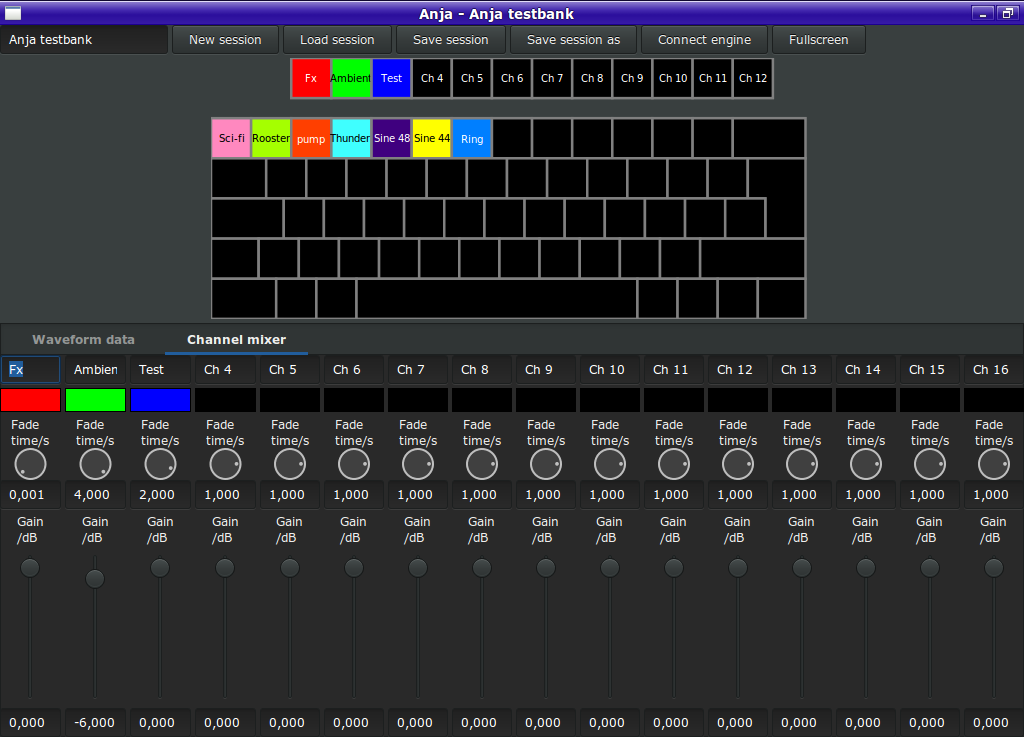 Anja - Anja testbank
Anja testbank New session Load session Save session Save session as Connect engine Fullscreen
Fx Ambient Test Ch 4 Ch 5 Ch 6 Ch 7 Ch 8 Ch 9 Ch 10 Ch 11 Ch 12
Sci-fi Rooster pump Thunder Sine 48 Sine 44 Ring
Waveform data Channel mixer
Fx Ambien Test Ch 4 Ch 5 Ch 6 Ch 7 Ch 8 Ch 9 Ch 10 Ch 11 Ch 12 Ch 13 Ch 14 Ch 15 Ch 16
Fade Fade Fade Fade Fade Fade Fade Fade Fade Fade Fade Fade Fade Fade Fade Fade
time/s time/s time/s time/s time/s time/s time/s time/s time/s time/s time/s time/s time/s time/s time/s time/s
0,001 4,000 2,000 1,000 1,000 1,000 1,000 1,000 1,000 1,000 1,000 1,000 1,000 1,000 1,000 1,000
Gain Gain Gain Gain Gain Gain Gain Gain Gain Gain Gain Gain Gain Gain Gain Gain
/dB /dB /dB /dB /dB /dB /dB /dB /dB /dB /dB /dB /dB /dB /dB /dB
0,000 -6,000 0,000 0,000 0,000 0,000 0,000 0,000 0,000 0,000 0,000 0,000 0,000 0,000 0,000 0,000